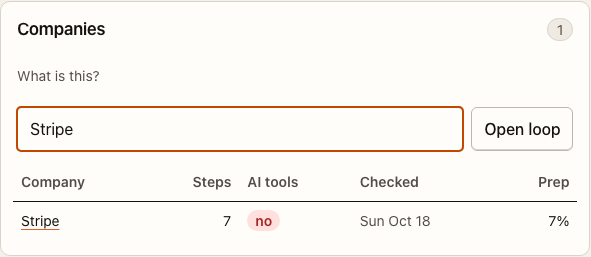 Companies 1
What is this?
Stripe Open loop
Company Steps AI tools Checked Prep
Stripe 7 no Sun Oct 18 7%